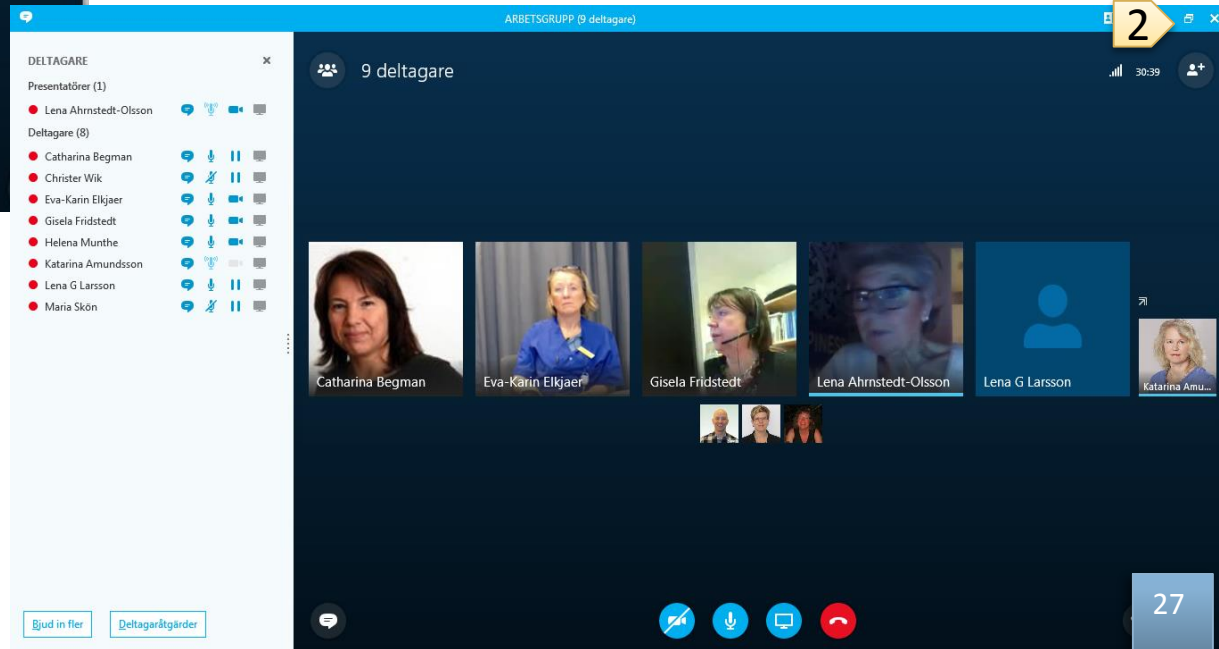 ARBETSGRUPP (9 deltagare)
2
DELTAGARE
Presentatörer (1)
Lena Ahrnstedt-Olsson
Deltagare (8)
Catharina Begman
Christer Wik
Eva-Karin Elkjaer
Gisela Fridstedt
Helena Munthe
Katarina Amundsson
Lena G Larsson
Maria Skön
9 deltagare
30:39
Catharina Begman
Eva-Karin Elkjaer
Gisela Fridstedt
Lena Ahrnstedt-Olsson
Lena G Larsson
Katarina Amu...
Bjud in fler
Deltagaråtgärder
27